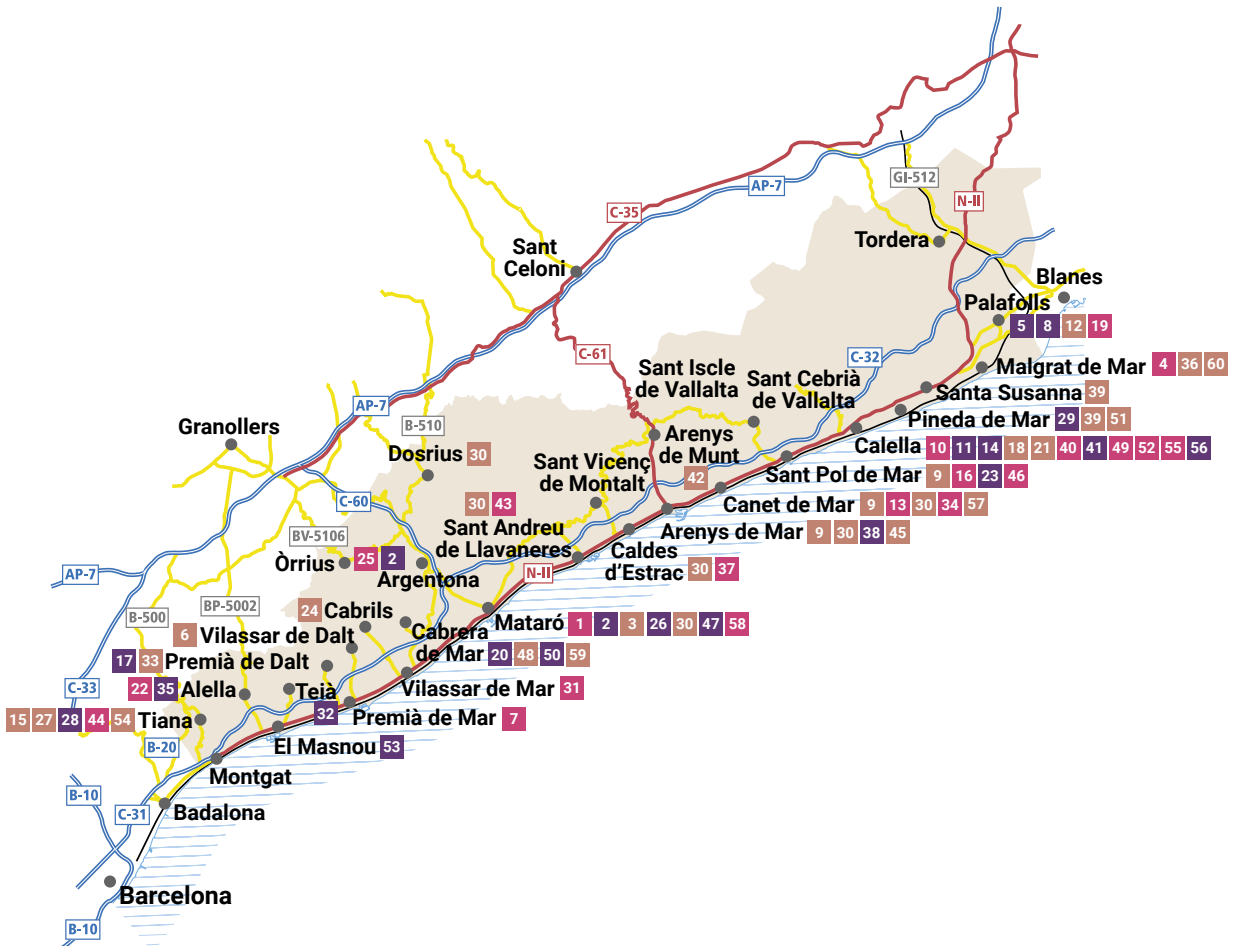 GI-512
AP-7
N-II
C-35
Tordera
Sant
Celoni
Blanes
Palafolls
5 8 12 19
C-61
C-32
Malgrat de Mar 4 36 60
Sant Iscle
de Vallalta
Sant Cebrià
de Vallalta
Santa Susanna 39
AP-7
Pineda de Mar 29 39 51
Granollers
B-510
Arenys
de Munt
42
Calella 10 11 14 18 21 40 41 49 52 55 56
Dosrius 30
Sant Vicenç
de Montalt
Sant Pol de Mar 9 16 23 46
C-60
30 43
Canet de Mar 9 13 30 34 57
Sant Andreu
de Llavaneres
Arenys de Mar 9 30 38 45
BV-5106
Òrrius 25 2
Argentona
Caldes
d'Estrac 30 37
AP-7
N-II
B-500
BP-5002
24 Cabrils
Mataró 1 2 3 26 30 47 58
6 Vilassar de Dalt
Cabrera
de Mar 20 48 50 59
17 33 Premià de Dalt
C-33
22 35 Alella
Teià
32
Vilassar de Mar 31
15 27 28 44 54 Tiana
Premià de Mar 7
B-20
El Masnou 53
Montgat
B-10
C-31
Badalona
Barcelona
B-10